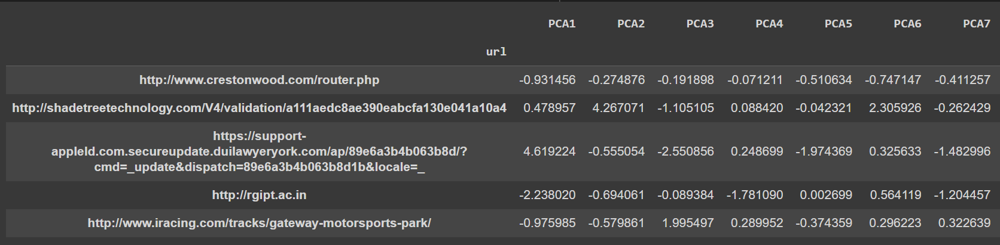 PCA1 PCA2 PCA3 PCA4 PCA5 PCA6 PCA7
url
http://www.crestonwood.com/router.php -0.931456 -0.274876 -0.191898 -0.071211 -0.510634 -0.747147 -0.411257
http://shadetreetechnology.com/V4/validation/a111aedc8ae390eabcfa130e041a10a4 0.478957 4.267071 -1.105105 0.088420 -0.042321 2.305926 -0.262429
https://support-
appleld.com.secureupdate.duilawyeryork.com/ap/89e6a3b4b063b8d/? 4.619224 -0.555054 -2.550856 0.248699 -1.974369 0.325633 -1.482996
cmd=_update&dispatch=89e6a3b4b063b8d1b&locale=_
http://rgipt.ac.in -2.238020 -0.694061 -0.089384 -1.781090 0.002699 0.564119 -1.204457
http://www.iracing.com/tracks/gateway-motorsports-park/ -0.975985 -0.579861 1.995497 0.289952 -0.374359 0.296223 0.322639